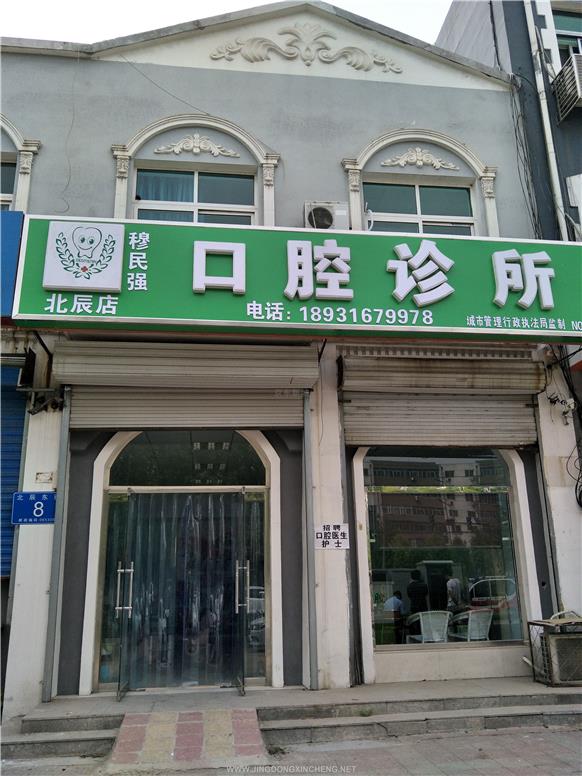 穆民强
口腔诊所
北辰店
电话: 18931679978
城市管理行政执法局监制 NO
北辰东
8
招聘
口腔医生
护士
WWW.JINGDONGXINCHENG.NET